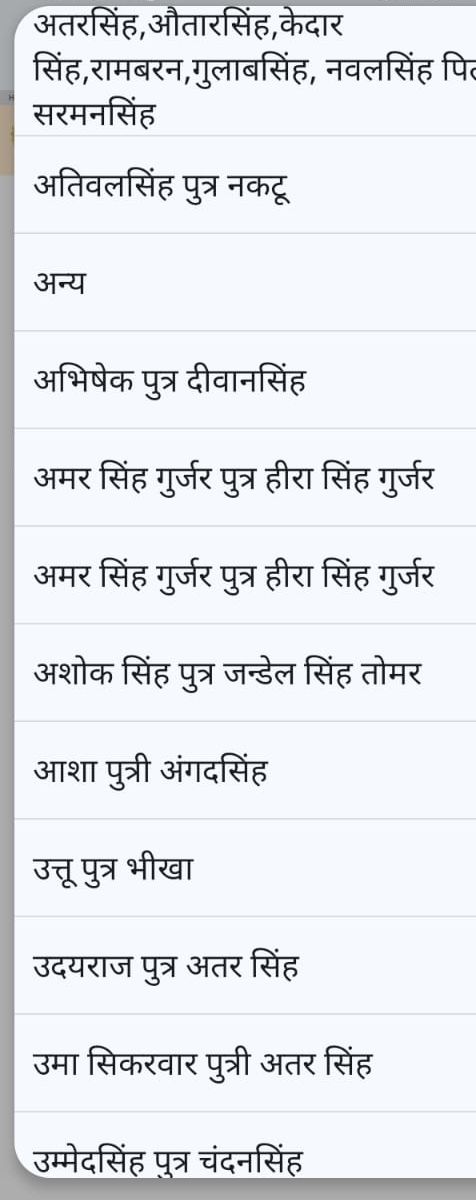 अतरसिंह,औतारसिंह,केदार
सिंह,रामबरन,गुलाबसिंह, नवलसिंह
सरमनसिंह
अतिवलसिंह पुत्र नकटू
अन्य
अभिषेक पुत्र दीवानसिंह
अमर सिंह गुर्जर पुत्र हीरा सिंह गुर्जर
अमर सिंह गुर्जर पुत्र हीरा सिंह गुर्जर
अशोक सिंह पुत्र जन्डेल सिंह तोमर
आशा पुत्री अंगदसिंह
उत्तू पुत्र भीखा
उदयराज पुत्र अतर सिंह
उमा सिकरवार पुत्री अतर सिंह
उम्मेदसिंह पुत्र चंदनसिंह